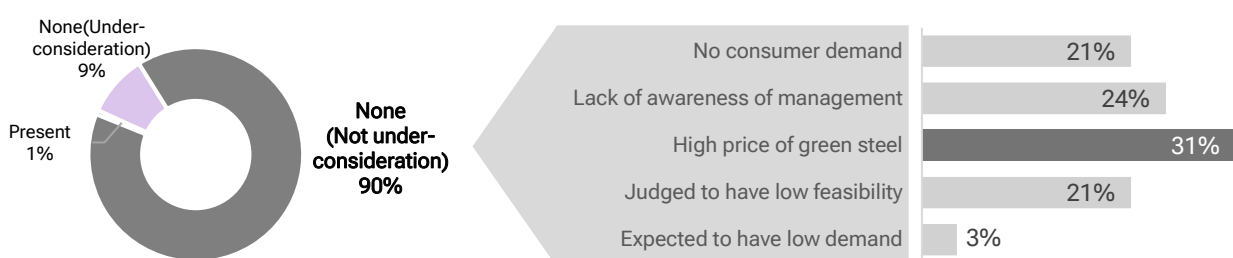 None(Under-
consideration)
9%
Present
1%
None
(Not under-
consideration)
90%
No consumer demand
21%
Lack of awareness of management
24%
High price of green steel
31%
Judged to have low feasibility
21%
Expected to have low demand
3%